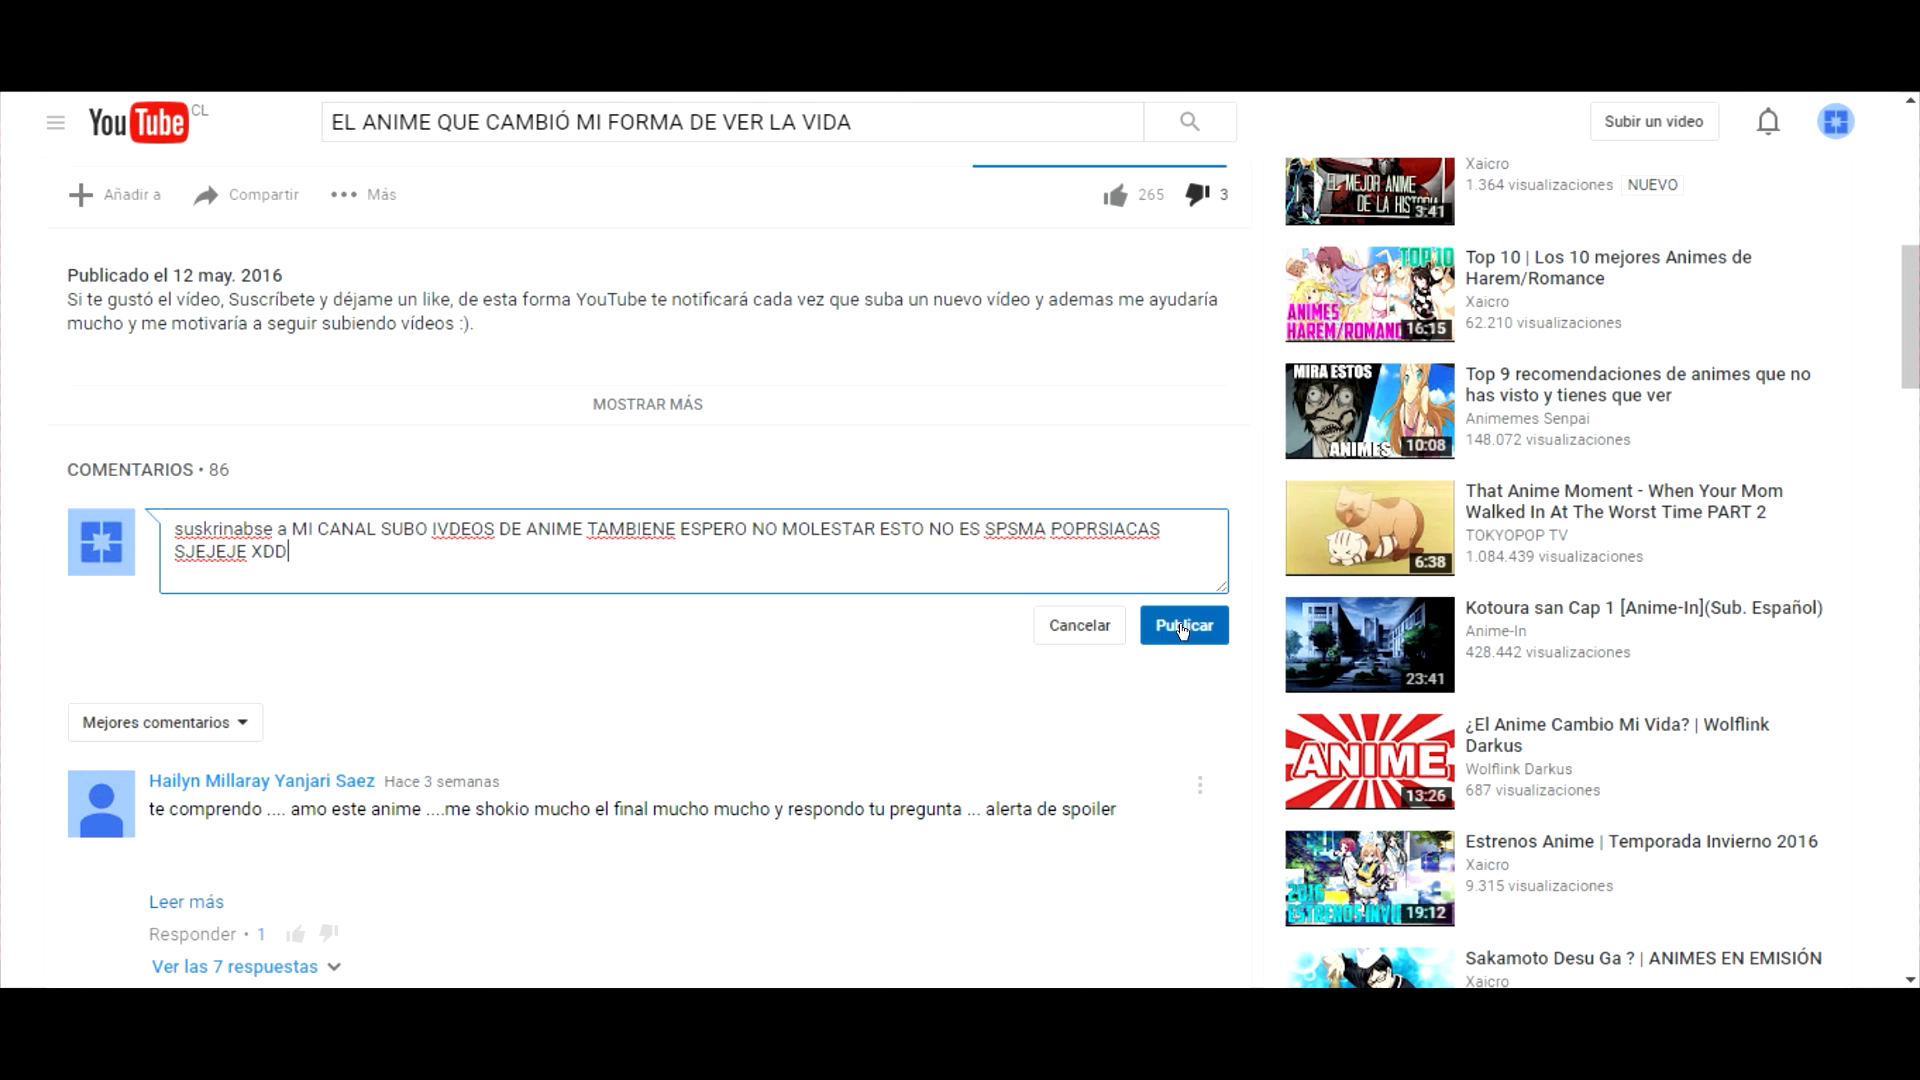 YouTube CL
EL ANIME QUE CAMBIÓ MI FORMA DE VER LA VIDA
Subir un video
Añadir a
Compartir
Más
265
3
Publicado el 12 may. 2016
Si te gustó el vídeo, Suscríbete y déjame un like, de esta forma YouTube te notificará cada vez que suba un nuevo vídeo y ademas me ayudaría
mucho y me motivaría a seguir subiendo vídeos :).
MOSTRAR MÁS
COMENTARIOS • 86
suskrinabse a MI CANAL SUBO IVDEOS DE ANIME TAMBIENE ESPERO NO MOLESTAR ESTO NO ES SPSMA POPRSIACAS
SJEJEJE XDD
Cancelar
Publicar
Mejores comentarios
Hailyn Millaray Yanjari Saez Hace 3 semanas
te comprendo .... amo este anime ....me shokio mucho el final mucho mucho y respondo tu pregunta ... alerta de spoiler
Leer más
Responder • 1
Ver las 7 respuestas
EL MEJOR ANIME
DE LA HISTORIA
3:41
Xaicro
1.364 visualizaciones NUEVO
TOP 10
ANIMES
HAREM/ROMANC
16:15
Top 10 | Los 10 mejores Animes de
Harem/Romance
Xaicro
62.210 visualizaciones
MIRA ESTOS
ANIMES
10:08
Top 9 recomendaciones de animes que no
has visto y tienes que ver
Animemes Senpai
148.072 visualizaciones
6:38
That Anime Moment - When Your Mom
Walked In At The Worst Time PART 2
TOKYOPOP TV
1.084.439 visualizaciones
23:41
Kotoura san Cap 1 [Anime-In](Sub. Español)
Anime-In
428.442 visualizaciones
ANIME
13:26
¿El Anime Cambio Mi Vida? | Wolflink
Darkus
Wolflink Darkus
687 visualizaciones
2016
ESTRENOS INVI
19:12
Estrenos Anime | Temporada Invierno 2016
Xaicro
9.315 visualizaciones
Sakamoto Desu Ga ? | ANIMES EN EMISIÓN
Xaicro